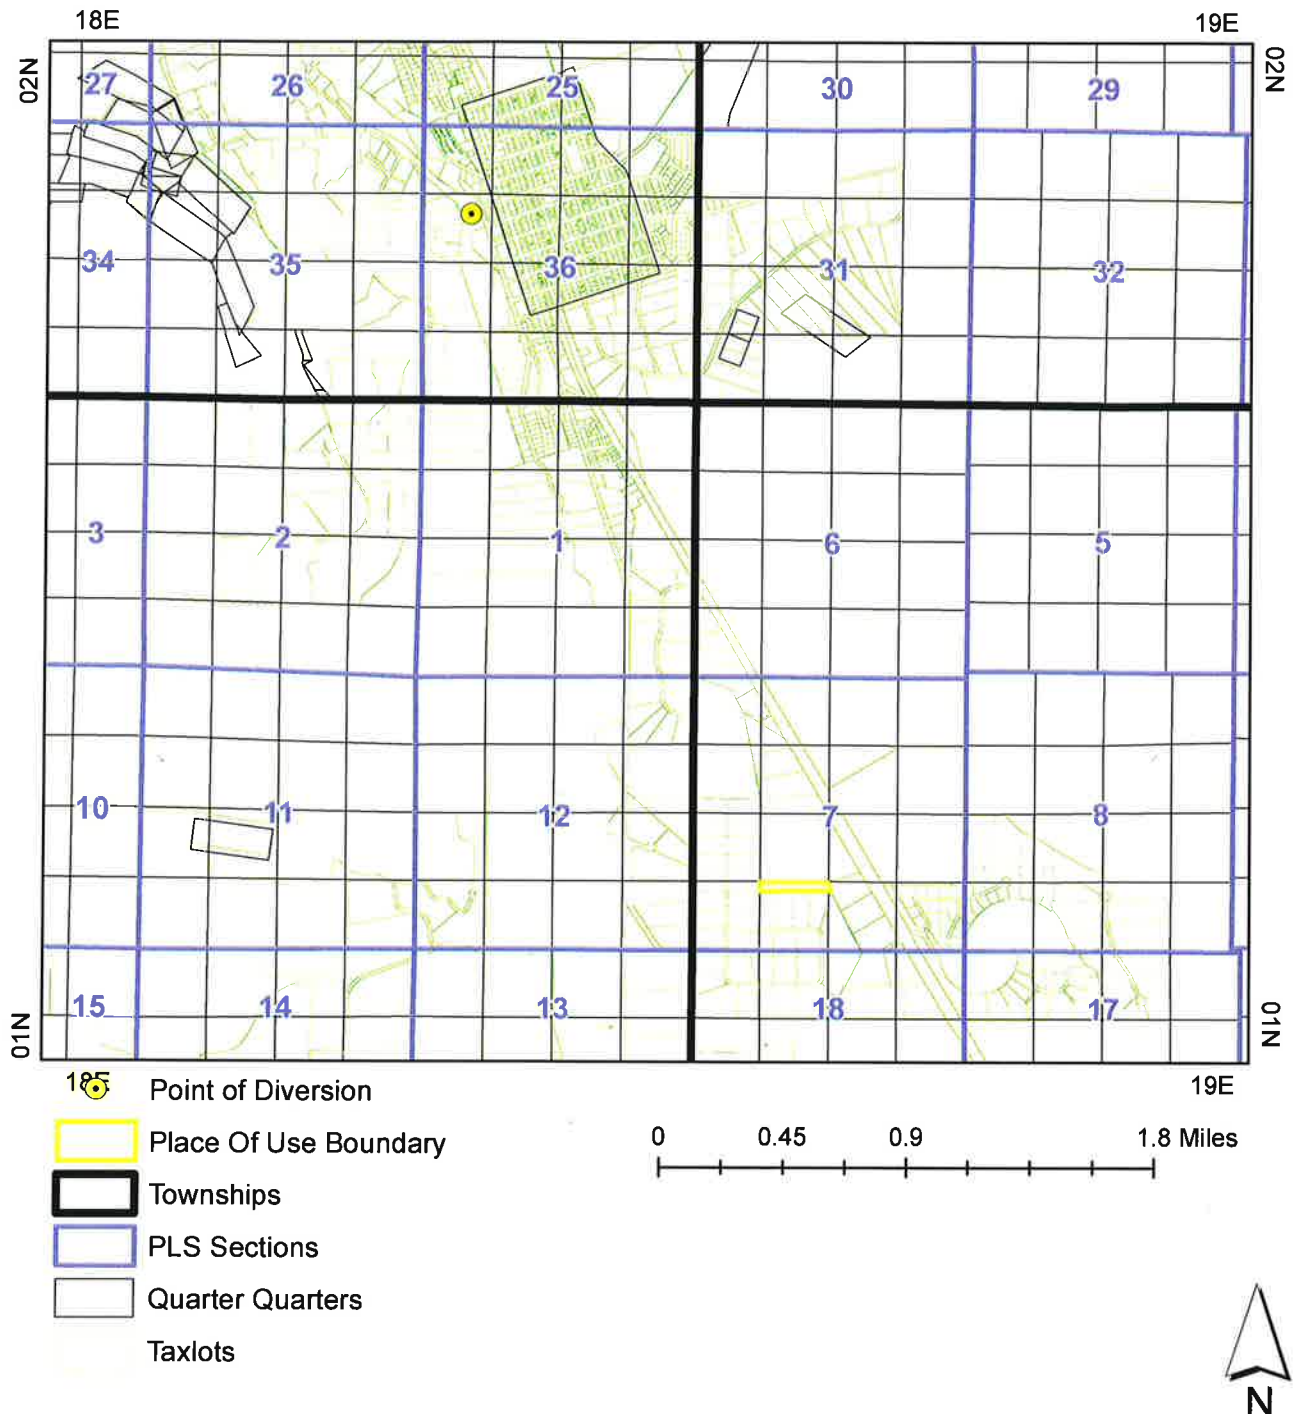 18E 19E
02N 02N
27 26 25 30 29
34 35 36 31 32
3 2 1 6 5
10 11 12 7 8
15 14 13 18 17
01N 01N
18E 19E
Point of Diversion
Place Of Use Boundary
Townships
PLS Sections
Quarter Quarters
Taxlots
0 0.45 0.9 1.8 Miles
N